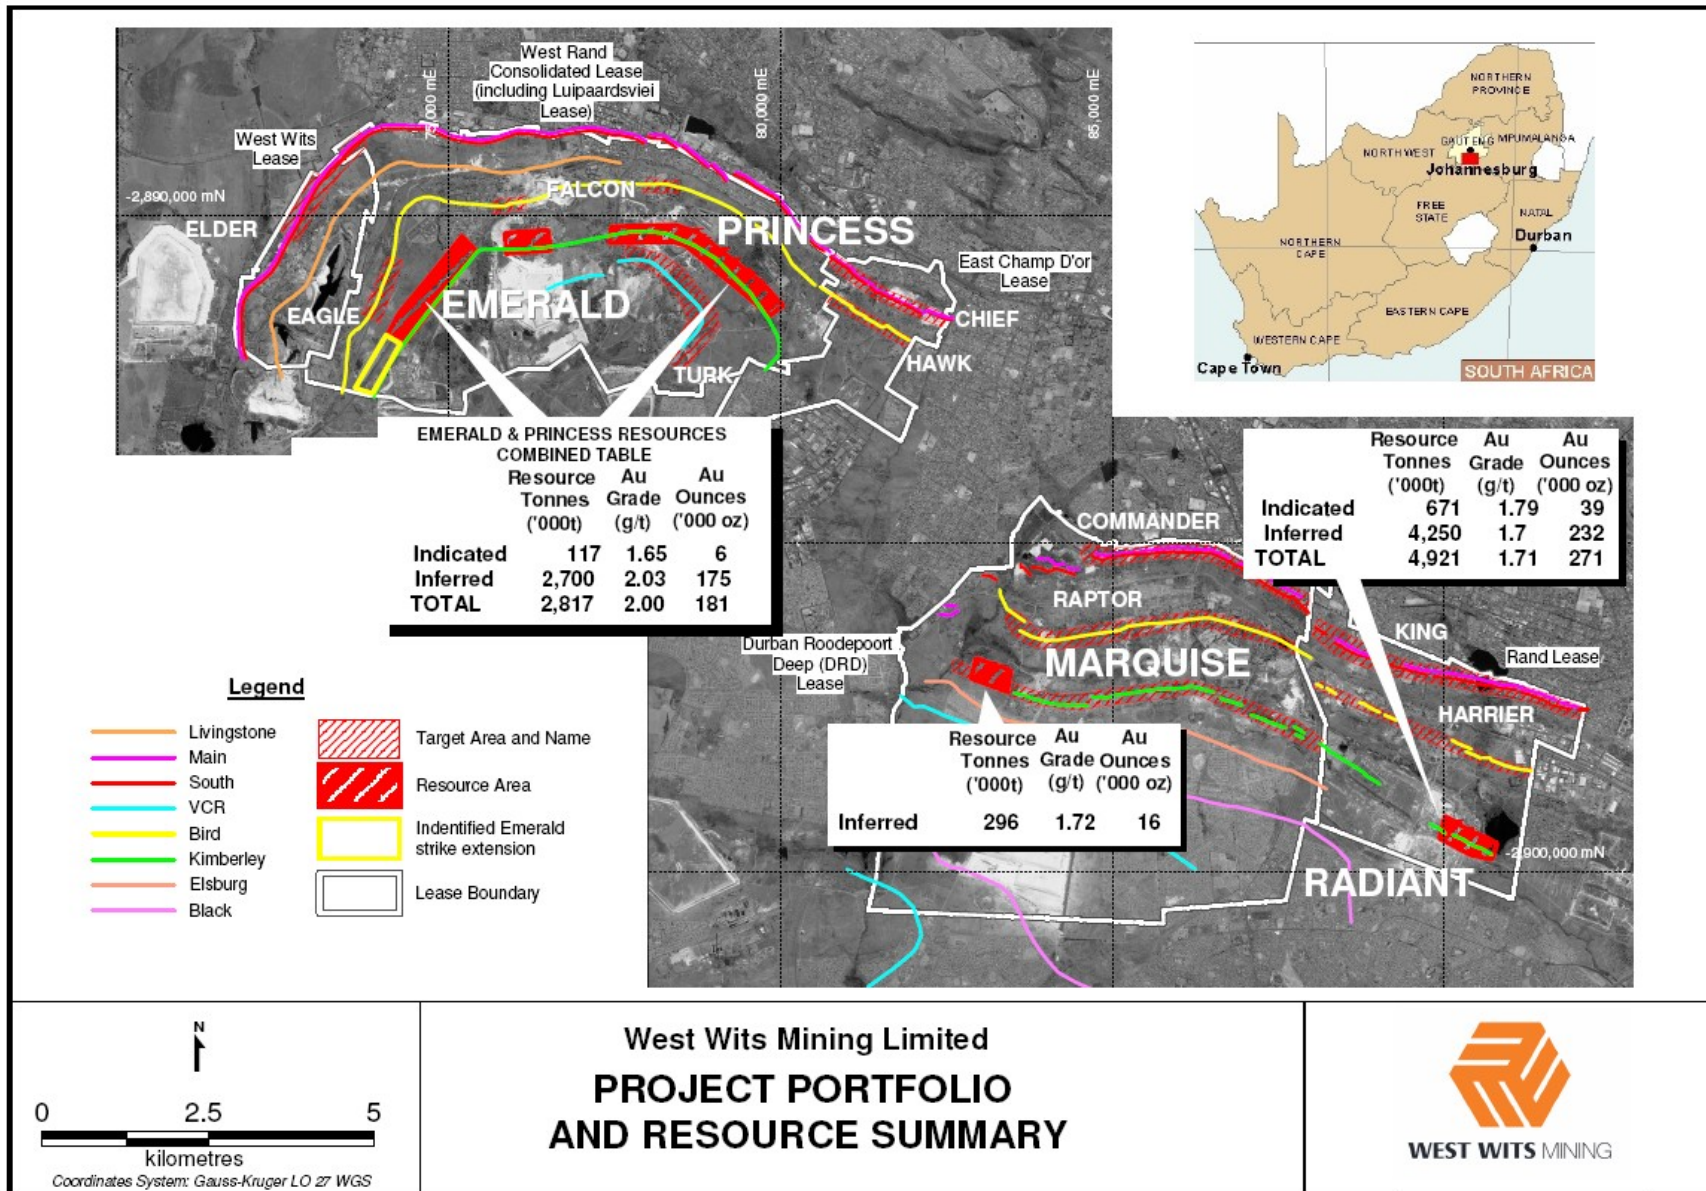 West Rand
Consolidated Lease
(including Luipaardsvlei
Lease)
West Wits
Lease
75,000 mE
80,000 mE
85,000 mE
-2,890,000 mN
ELDER
FALCON
PRINCESS
EMERALD
EAGLE
East Champ D'or
Lease
CHIEF
HAWK
TURK
NORTHERN
PROVINCE
GAUTENG
MPUMALANGA
NORTHWEST
Johannesburg
FREE
STATE
NATAL
Durban
NORTHERN
CAPE
EASTERN CAPE
WESTERN CAPE
Cape Town
SOUTH AFRICA
EMERALD & PRINCESS RESOURCES
COMBINED TABLE
Resource Au Au
Tonnes Grade Ounces
('000t) (g/t) ('000 oz)
Indicated 117 1.65 6
Inferred 2,700 2.03 175
TOTAL 2,817 2.00 181
Resource Au Au
Tonnes Grade Ounces
('000t) (g/t) ('000 oz)
Indicated 671 1.79 39
Inferred 4,250 1.7 232
TOTAL 4,921 1.71 271
COMMANDER
RAPTOR
KING
Rand Lease
MARQUISE
HARRIER
Durban Roodepoort
Deep (DRD)
Lease
Resource Au Au
Tonnes Grade Ounces
('000t) (g/t) ('000 oz)
Inferred 296 1.72 16
-2,900,000 mN
RADIANT
Legend
Livingstone
Main
South
VCR
Bird
Kimberley
Elsburg
Black
Target Area and Name
Resource Area
Indentified Emerald
strike extension
Lease Boundary
N
0 2.5 5
kilometres
Coordinates System: Gauss-Kruger LO 27 WGS
West Wits Mining Limited
PROJECT PORTFOLIO
AND RESOURCE SUMMARY
WEST WITS MINING